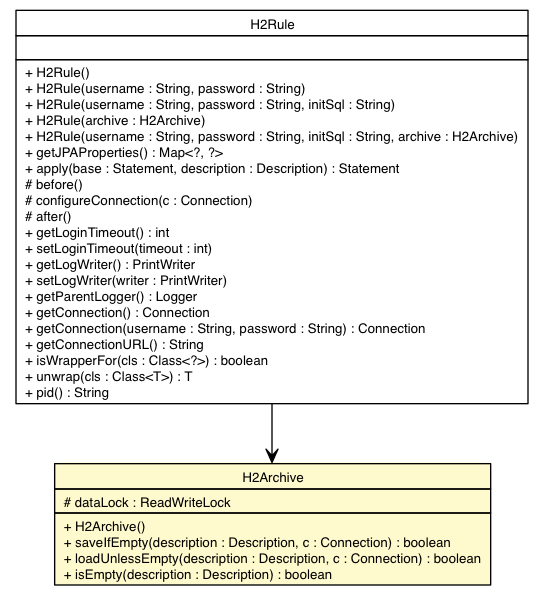 H2Rule
+ H2Rule()
+ H2Rule(username : String, password : String)
+ H2Rule(username : String, password : String, initSql : String)
+ H2Rule(archive : H2Archive)
+ H2Rule(username : String, password : String, initSql : String, archive : H2Archive)
+ getJPAProperties() : Map<?, ?>
+ apply(base : Statement, description : Description) : Statement
# before()
# configureConnection(c : Connection)
# after()
+ getLoginTimeout() : int
+ setLoginTimeout(timeout : int)
+ getLogWriter() : PrintWriter
+ setLogWriter(writer : PrintWriter)
+ getParentLogger() : Logger
+ getConnection() : Connection
+ getConnection(username : String, password : String) : Connection
+ getConnectionURL() : String
+ isWrapperFor(cls : Class<?>) : boolean
+ unwrap(cls : Class<T>) : T
+ pid() : String
H2Archive
# dataLock : ReadWriteLock
+ H2Archive()
+ saveIfEmpty(description : Description, c : Connection) : boolean
+ loadUnlessEmpty(description : Description, c : Connection) : boolean
+ isEmpty(description : Description) : boolean